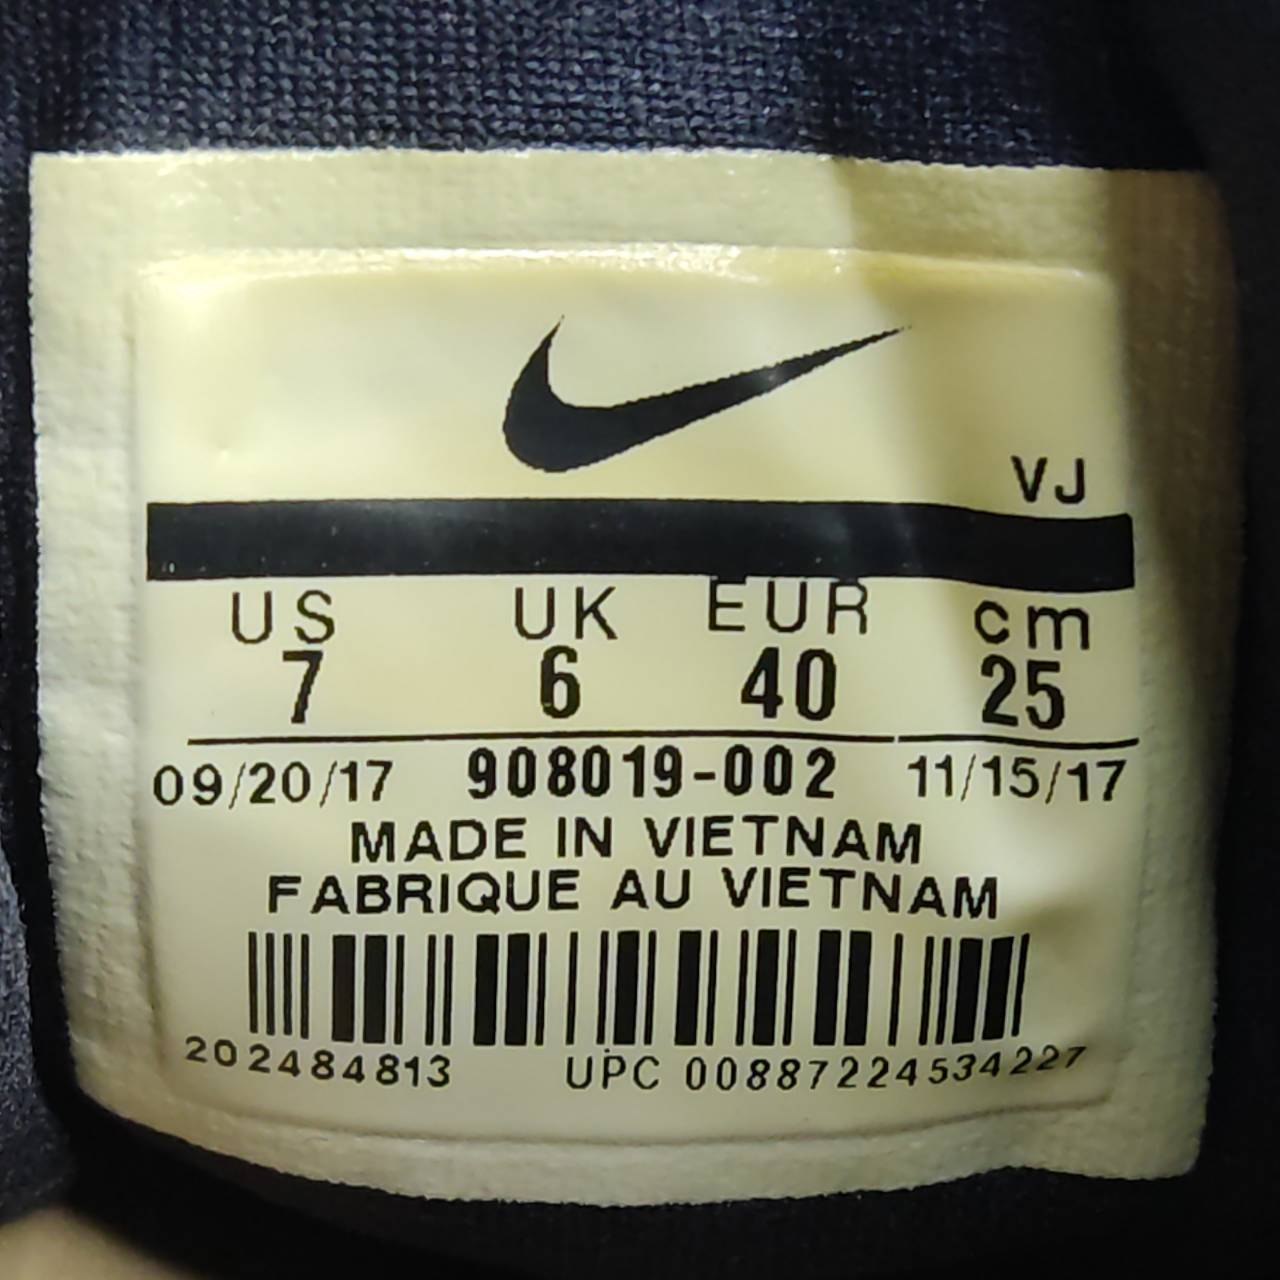 VJ
US UK EUR cm
7 6 40 25
09/20/17 908019-002 11/15/17
MADE IN VIETNAM
FABRIQUE AU VIETNAM
202484813 UPC 00887224534227